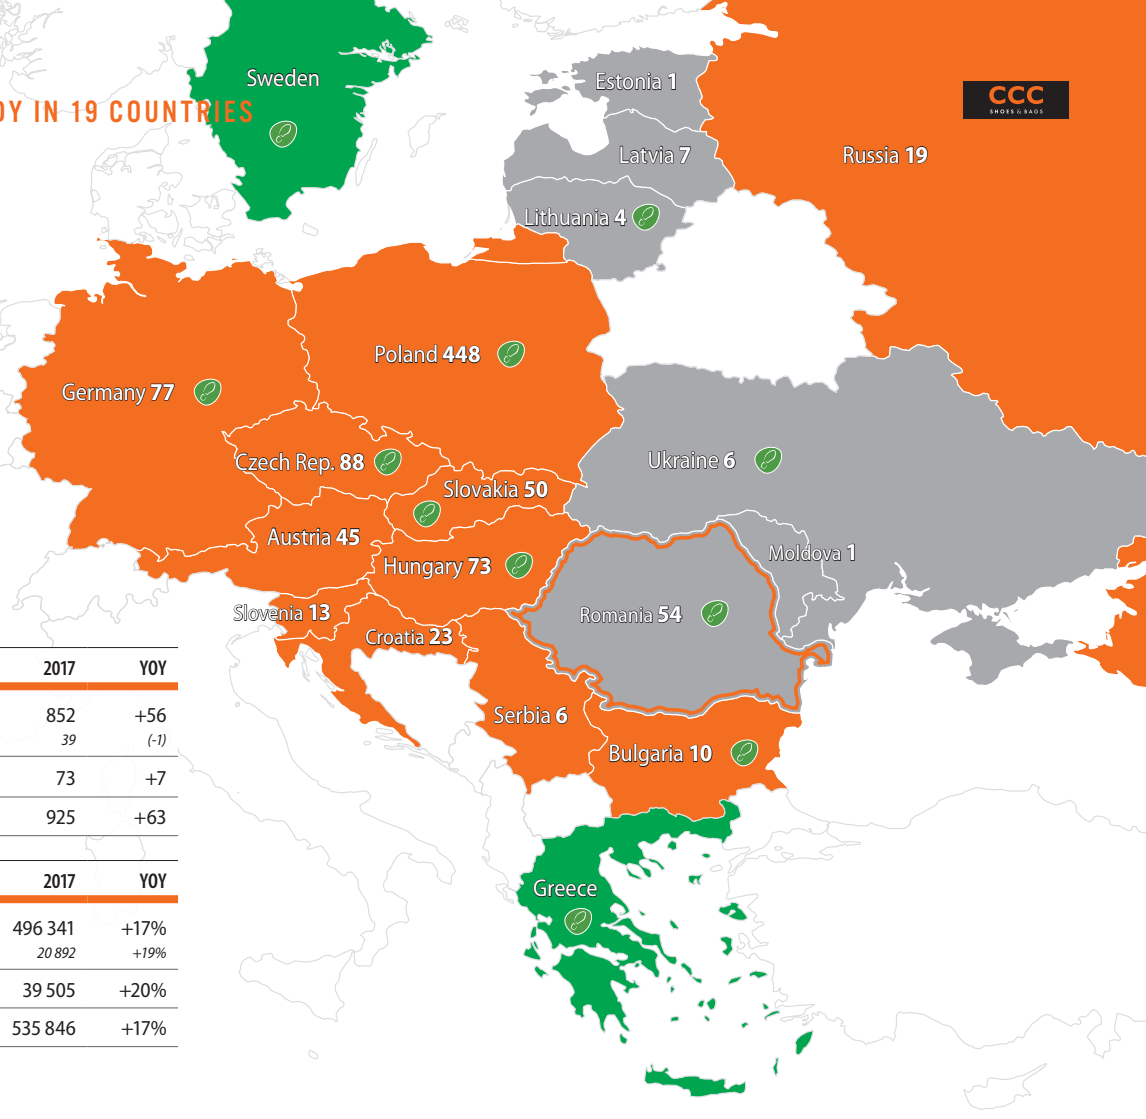 Sweden
Estonia 1
IN 19 COUNTRIES
CCC
SHOES & BAGS
Latvia 7
Russia 19
Lithuania 4
Poland 448
Germany 77
Czech Rep. 88
Ukraine 6
Slovakia 50
Austria 45
Moldova 1
Hungary 73
Slovenia 13
Romania 54
Croatia 23
Serbia 6
Bulgaria 10
Greece
2017 YOY
852 +56
39 (-1)
73 +7
925 +63
2017 YOY
496 341 +17%
20 892 +19%
39 505 +20%
535 846 +17%